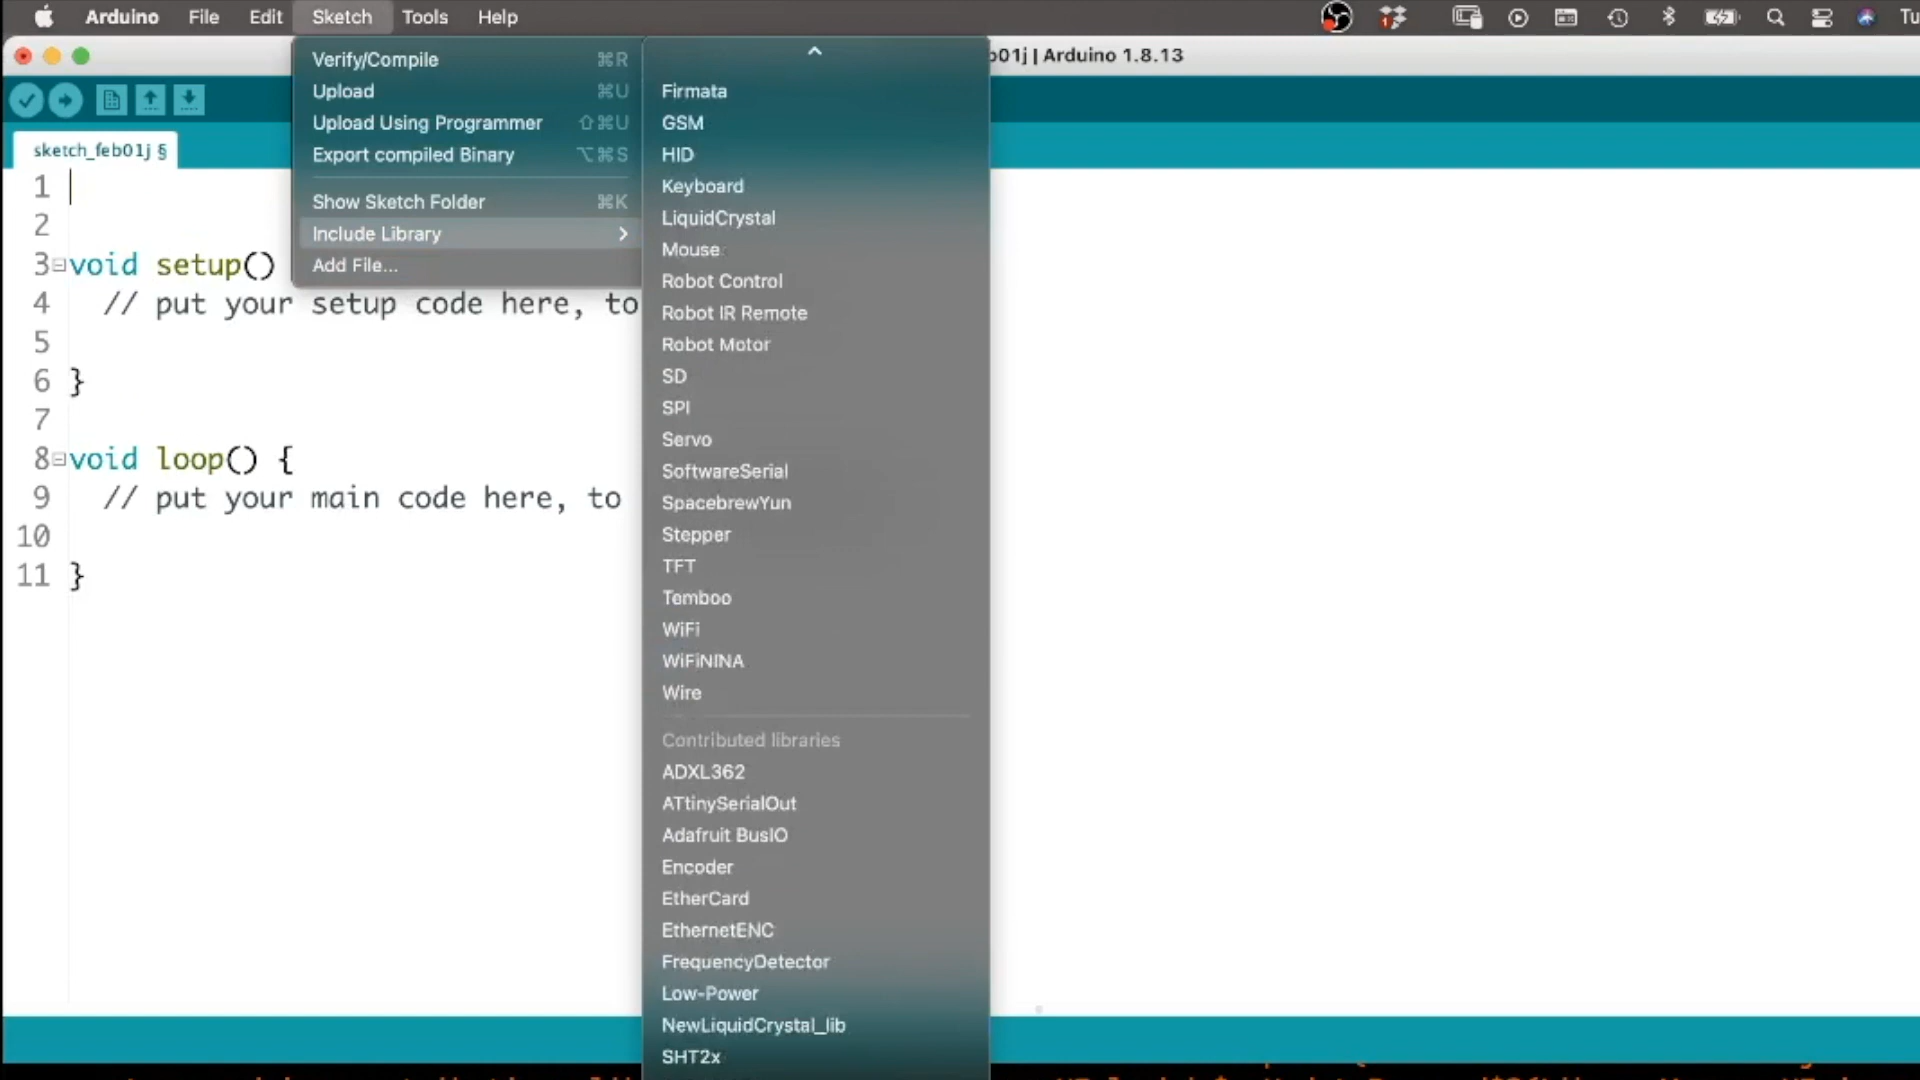 Arduino File Edit Sketch Tools Help Tu
01j | Arduino 1.8.13
Verify/Compile ⌘R
Upload ⌘U
Upload Using Programmer ⇧⌘U
Export compiled Binary ⌥⌘S
Show Sketch Folder ⌘K
Include Library
Add File...
sketch_feb01j §
1
2
3 void setup()
4 // put your setup code here, to
5
6 }
7
8 void loop() {
9 // put your main code here, to
10
11 }
Firmata
GSM
HID
Keyboard
LiquidCrystal
Mouse
Robot Control
Robot IR Remote
Robot Motor
SD
SPI
Servo
SoftwareSerial
SpacebrewYun
Stepper
TFT
Temboo
WiFi
WiFiNINA
Wire
Contributed libraries
ADXL362
ATtinySerialOut
Adafruit BusIO
Encoder
EtherCard
EthernetENC
FrequencyDetector
Low-Power
NewLiquidCrystal_lib
SHT2x